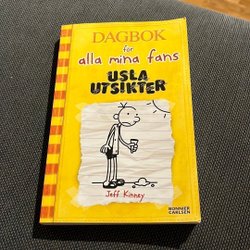 DAGBOK
för
alla mina fans
USLA
UTSIKTER
Jeff Kinney
BONNIER
CARLSEN